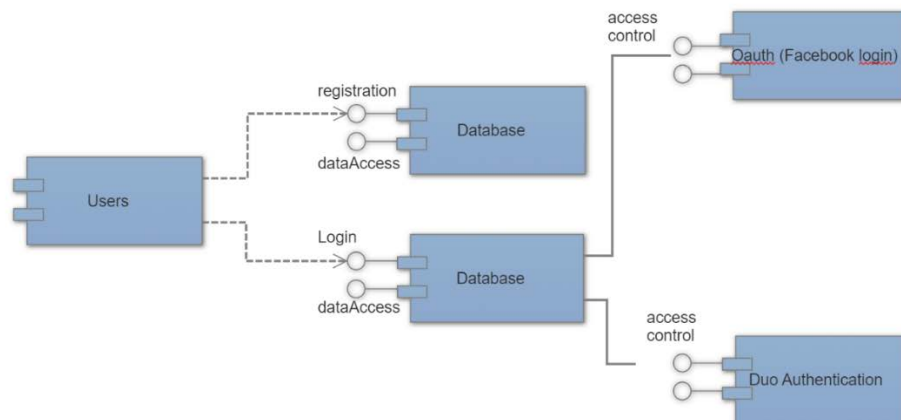 access
control
Oauth (Facebook login)
registration
Database
dataAccess
Users
Login
Database
dataAccess
access
control
Duo Authentication